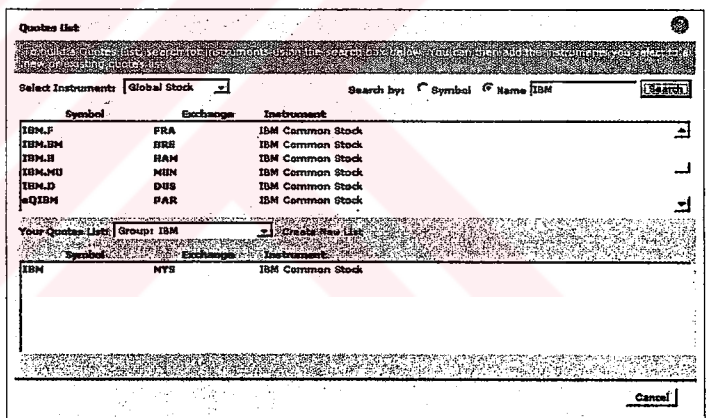 Quotes List
To build a quotes list, search for instruments using the search box below. You can then add the instruments you select to a
new or existing quotes list.
Select Instrument: Global Stock Search by: Symbol Name IBM Search
Symbol Exchange Instrument
IBM.F FRA IBM Common Stock
IBM.BM BRE IBM Common Stock
IBM.H HAM IBM Common Stock
IBM.MU MUN IBM Common Stock
IBM.D DUS IBM Common Stock
eQIBM PAR IBM Common Stock
Your Quotes List: Group: IBM Create New List
Symbol Exchange Instrument
IBM NYS IBM Common Stock
Cancel